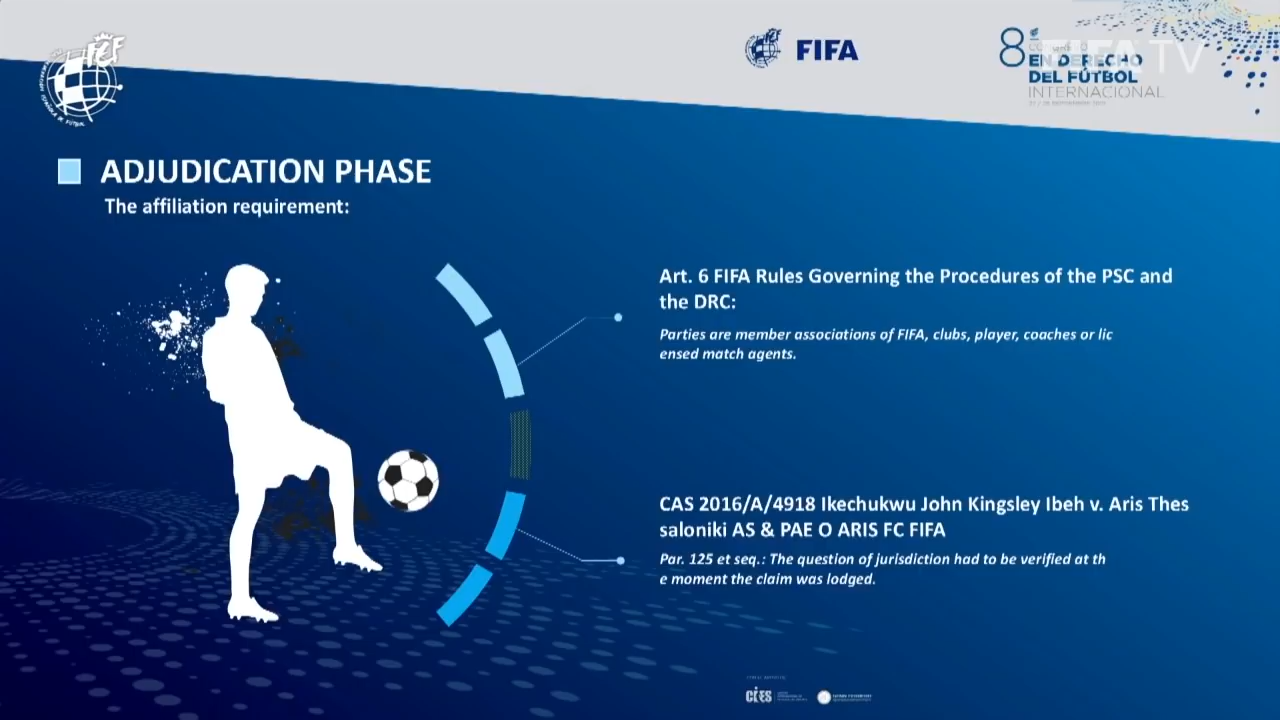 FIFA
8º
FIFA TV
EN DERECHO
DEL FÚTBOL
INTERNACIONAL
ADJUDICATION PHASE
The affiliation requirement:
Art. 6 FIFA Rules Governing the Procedures of the PSC and
the DRC:
Parties are member associations of FIFA, clubs, player, coaches or lic
ensed match agents.
CAS 2016/A/4918 Ikechukwu John Kingsley Ibeh v. Aris Thes
saloniki AS & PAE O ARIS FC FIFA
Par. 125 et seq.: The question of jurisdiction had to be verified at th
e moment the claim was lodged.
CIES